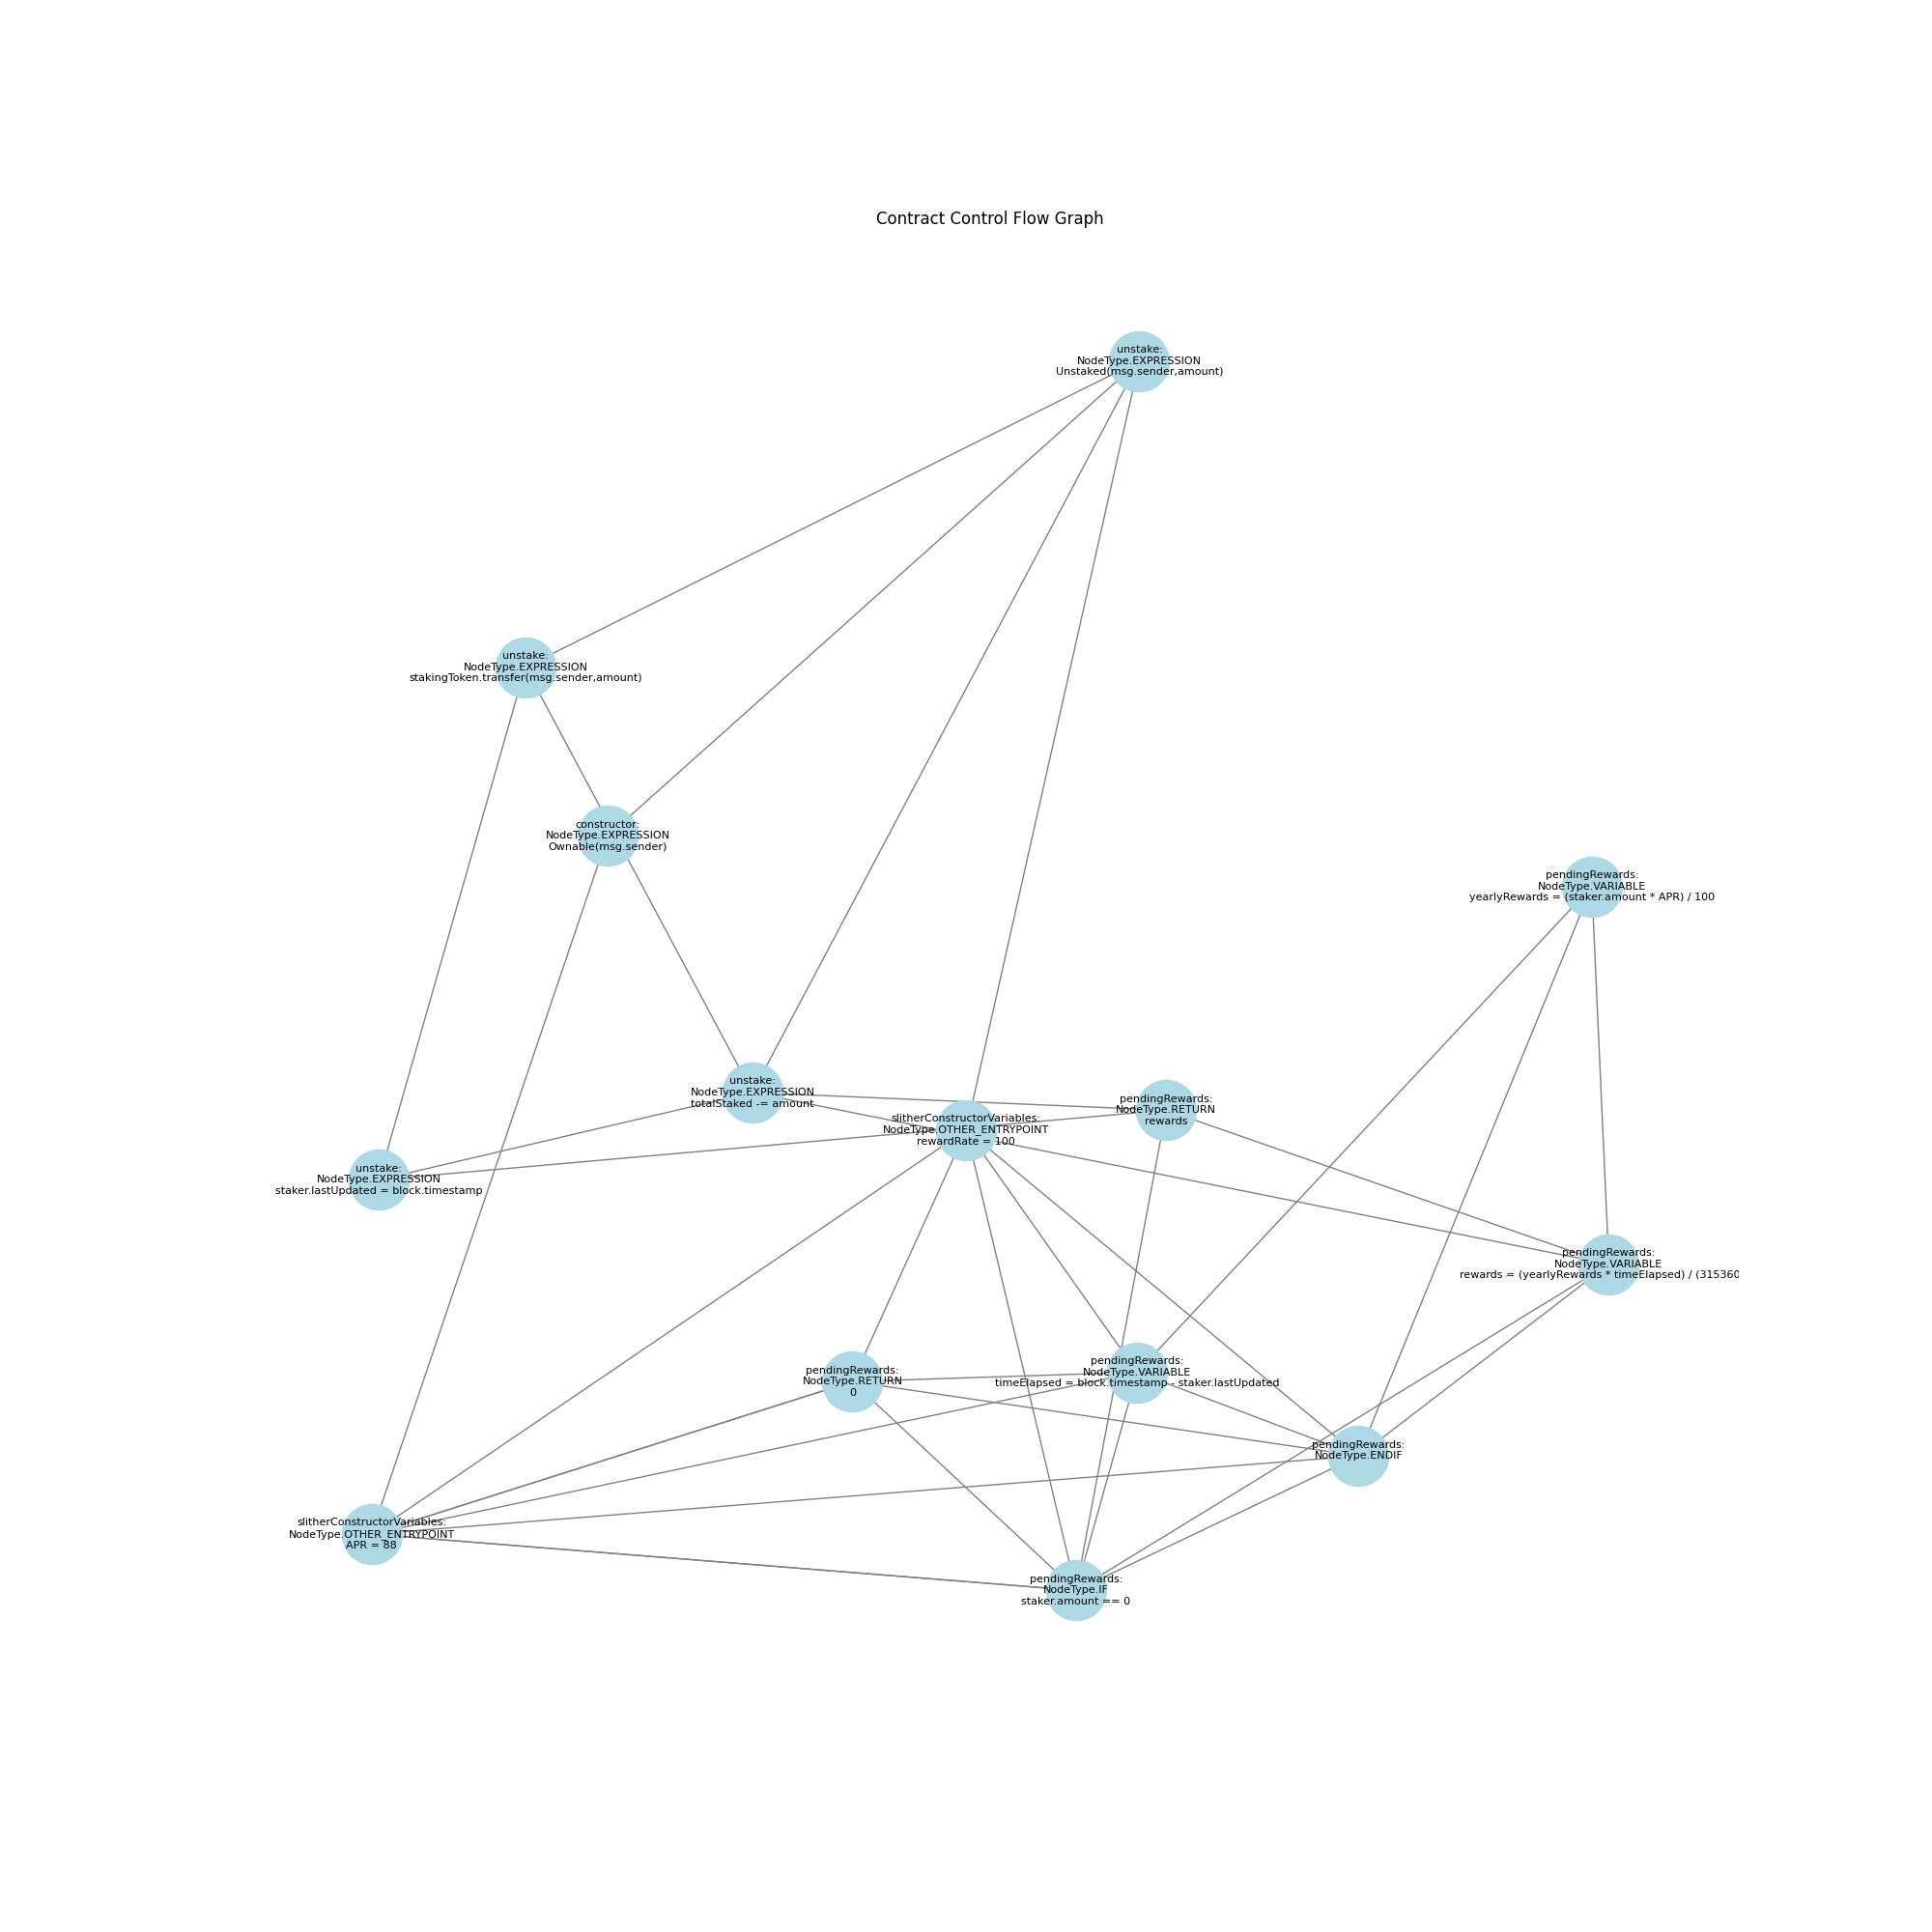 Contract Control Flow Graph
unstake:
NodeType.EXPRESSION
Unstaked(msg.sender,amount)
unstake:
NodeType.EXPRESSION
stakingToken.transfer(msg.sender,amount)
constructor:
NodeType.EXPRESSION
Ownable(msg.sender)
pendingRewards:
NodeType.VARIABLE
yearlyRewards = (staker.amount * APR) / 100
unstake:
NodeType.EXPRESSION
totalStaked -= amount
pendingRewards:
NodeType.RETURN
rewards
slitherConstructorVariables:
NodeType.OTHER_ENTRYPOINT
rewardRate = 100
unstake:
NodeType.EXPRESSION
staker.lastUpdated = block.timestamp
pendingRewards:
NodeType.VARIABLE
rewards = (yearlyRewards * timeElapsed) / (315360
pendingRewards:
NodeType.VARIABLE
timeElapsed = block.timestamp - staker.lastUpdated
pendingRewards:
NodeType.RETURN
0
pendingRewards:
NodeType.ENDIF
slitherConstructorVariables:
NodeType.OTHER_ENTRYPOINT
APR = 88
pendingRewards:
NodeType.IF
staker.amount == 0